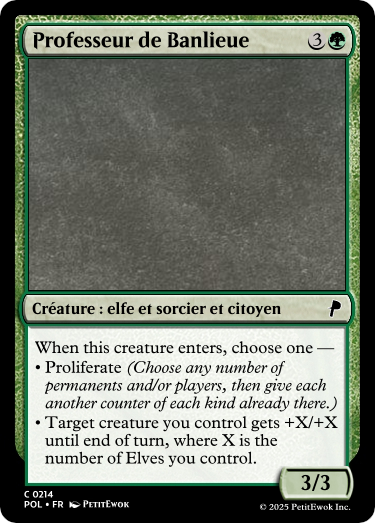 Professeur de Banlieue 3
Créature : elfe et sorcier et citoyen
When this creature enters, choose one —
• Proliferate (Choose any number of
permanents and/or players, then give each
another counter of each kind already there.)
• Target creature you control gets +X/+X
until end of turn, where X is the
number of Elves you control.
3/3
C 0214
POL • FR PetitEwok
© 2025 PetitEwok Inc.